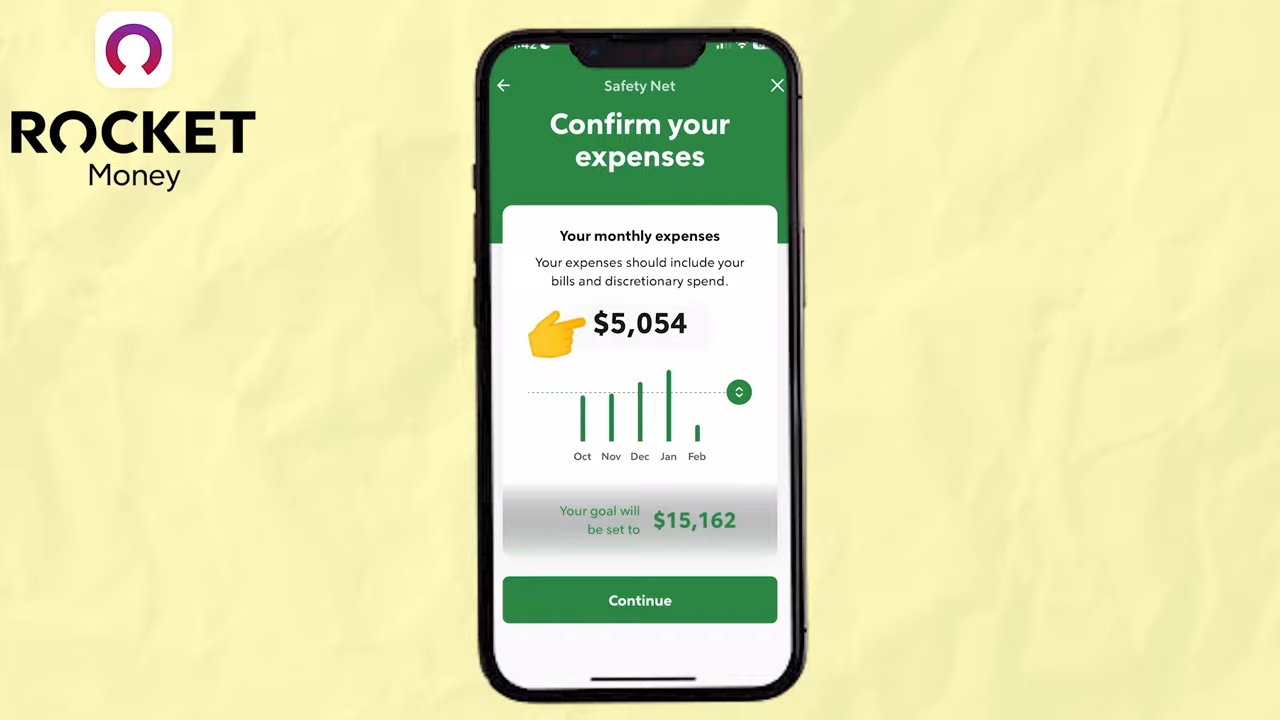 ROCKET
Money
Safety Net
Confirm your
expenses
Your monthly expenses
Your expenses should include your
bills and discretionary spend.
$5,054
Oct Nov Dec Jan Feb
Your goal will
be set to
$15,162
Continue